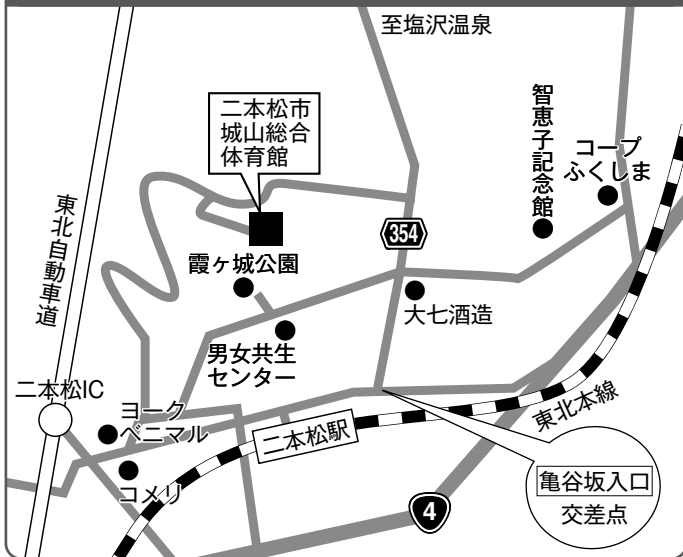 至塩沢温泉
二本松市
城山総合
体育館
智恵子記念館
コープ
ふくしま
東北自動車道
354
霞ヶ城公園
大七酒造
男女共生
センター
二本松IC
ヨーク
ベニマル
二本松駅
東北本線
コメリ
亀谷坂入口
交差点
4